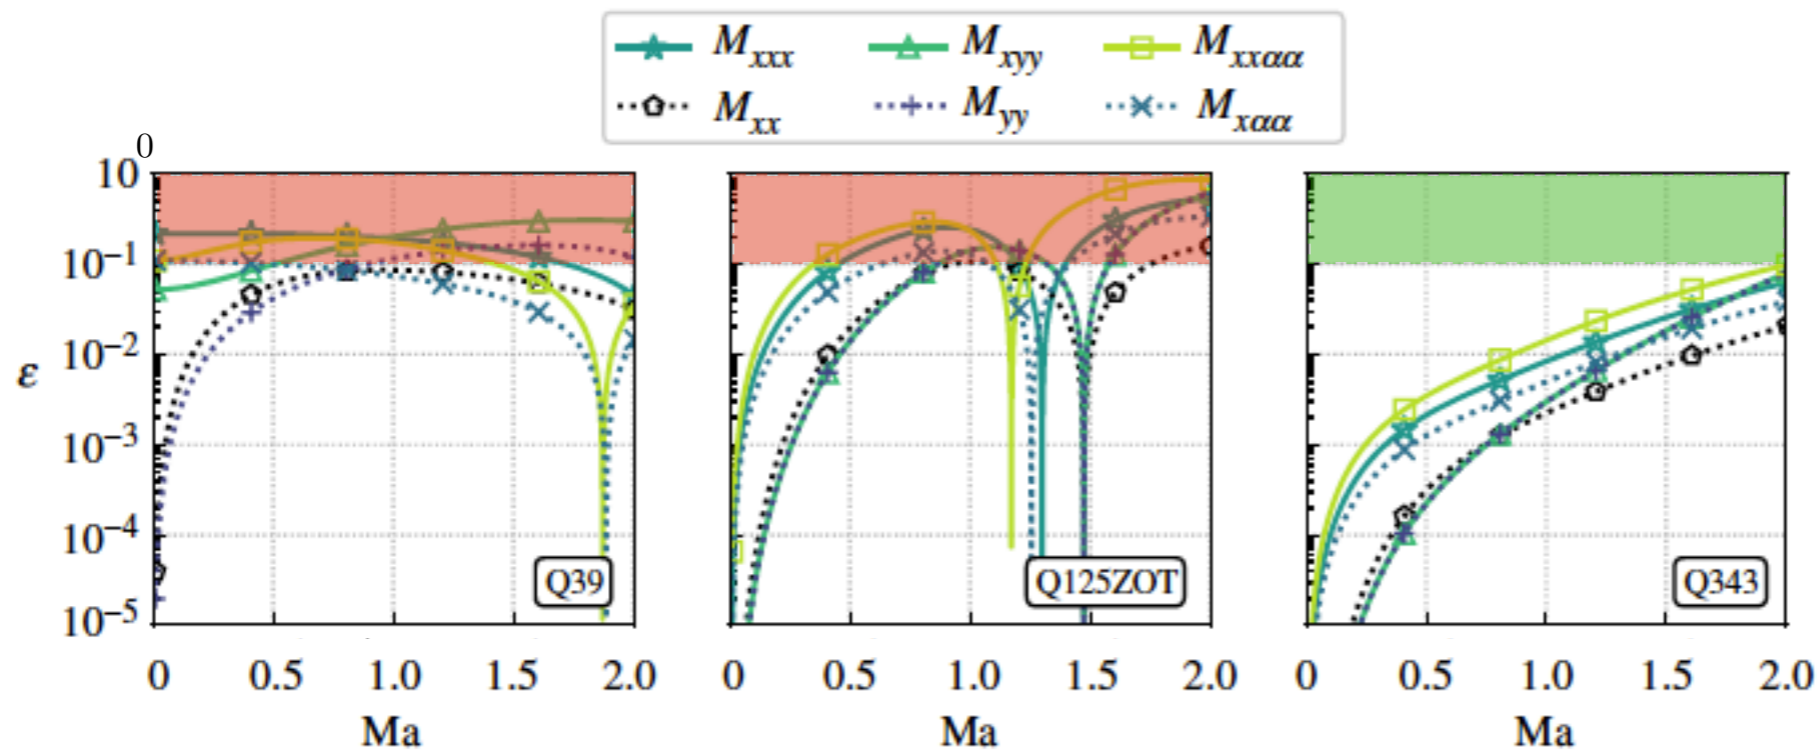 M_xxx M_xyy M_xxαα
M_xx M_yy M_xαα
0
10
10⁻¹
10⁻²
10⁻³
10⁻⁴
10⁻⁵
ε
Q39
Q125ZOT
Q343
0 0.5 1.0 1.5 2.0
0 0.5 1.0 1.5 2.0
0 0.5 1.0 1.5 2.0
Ma
Ma
Ma